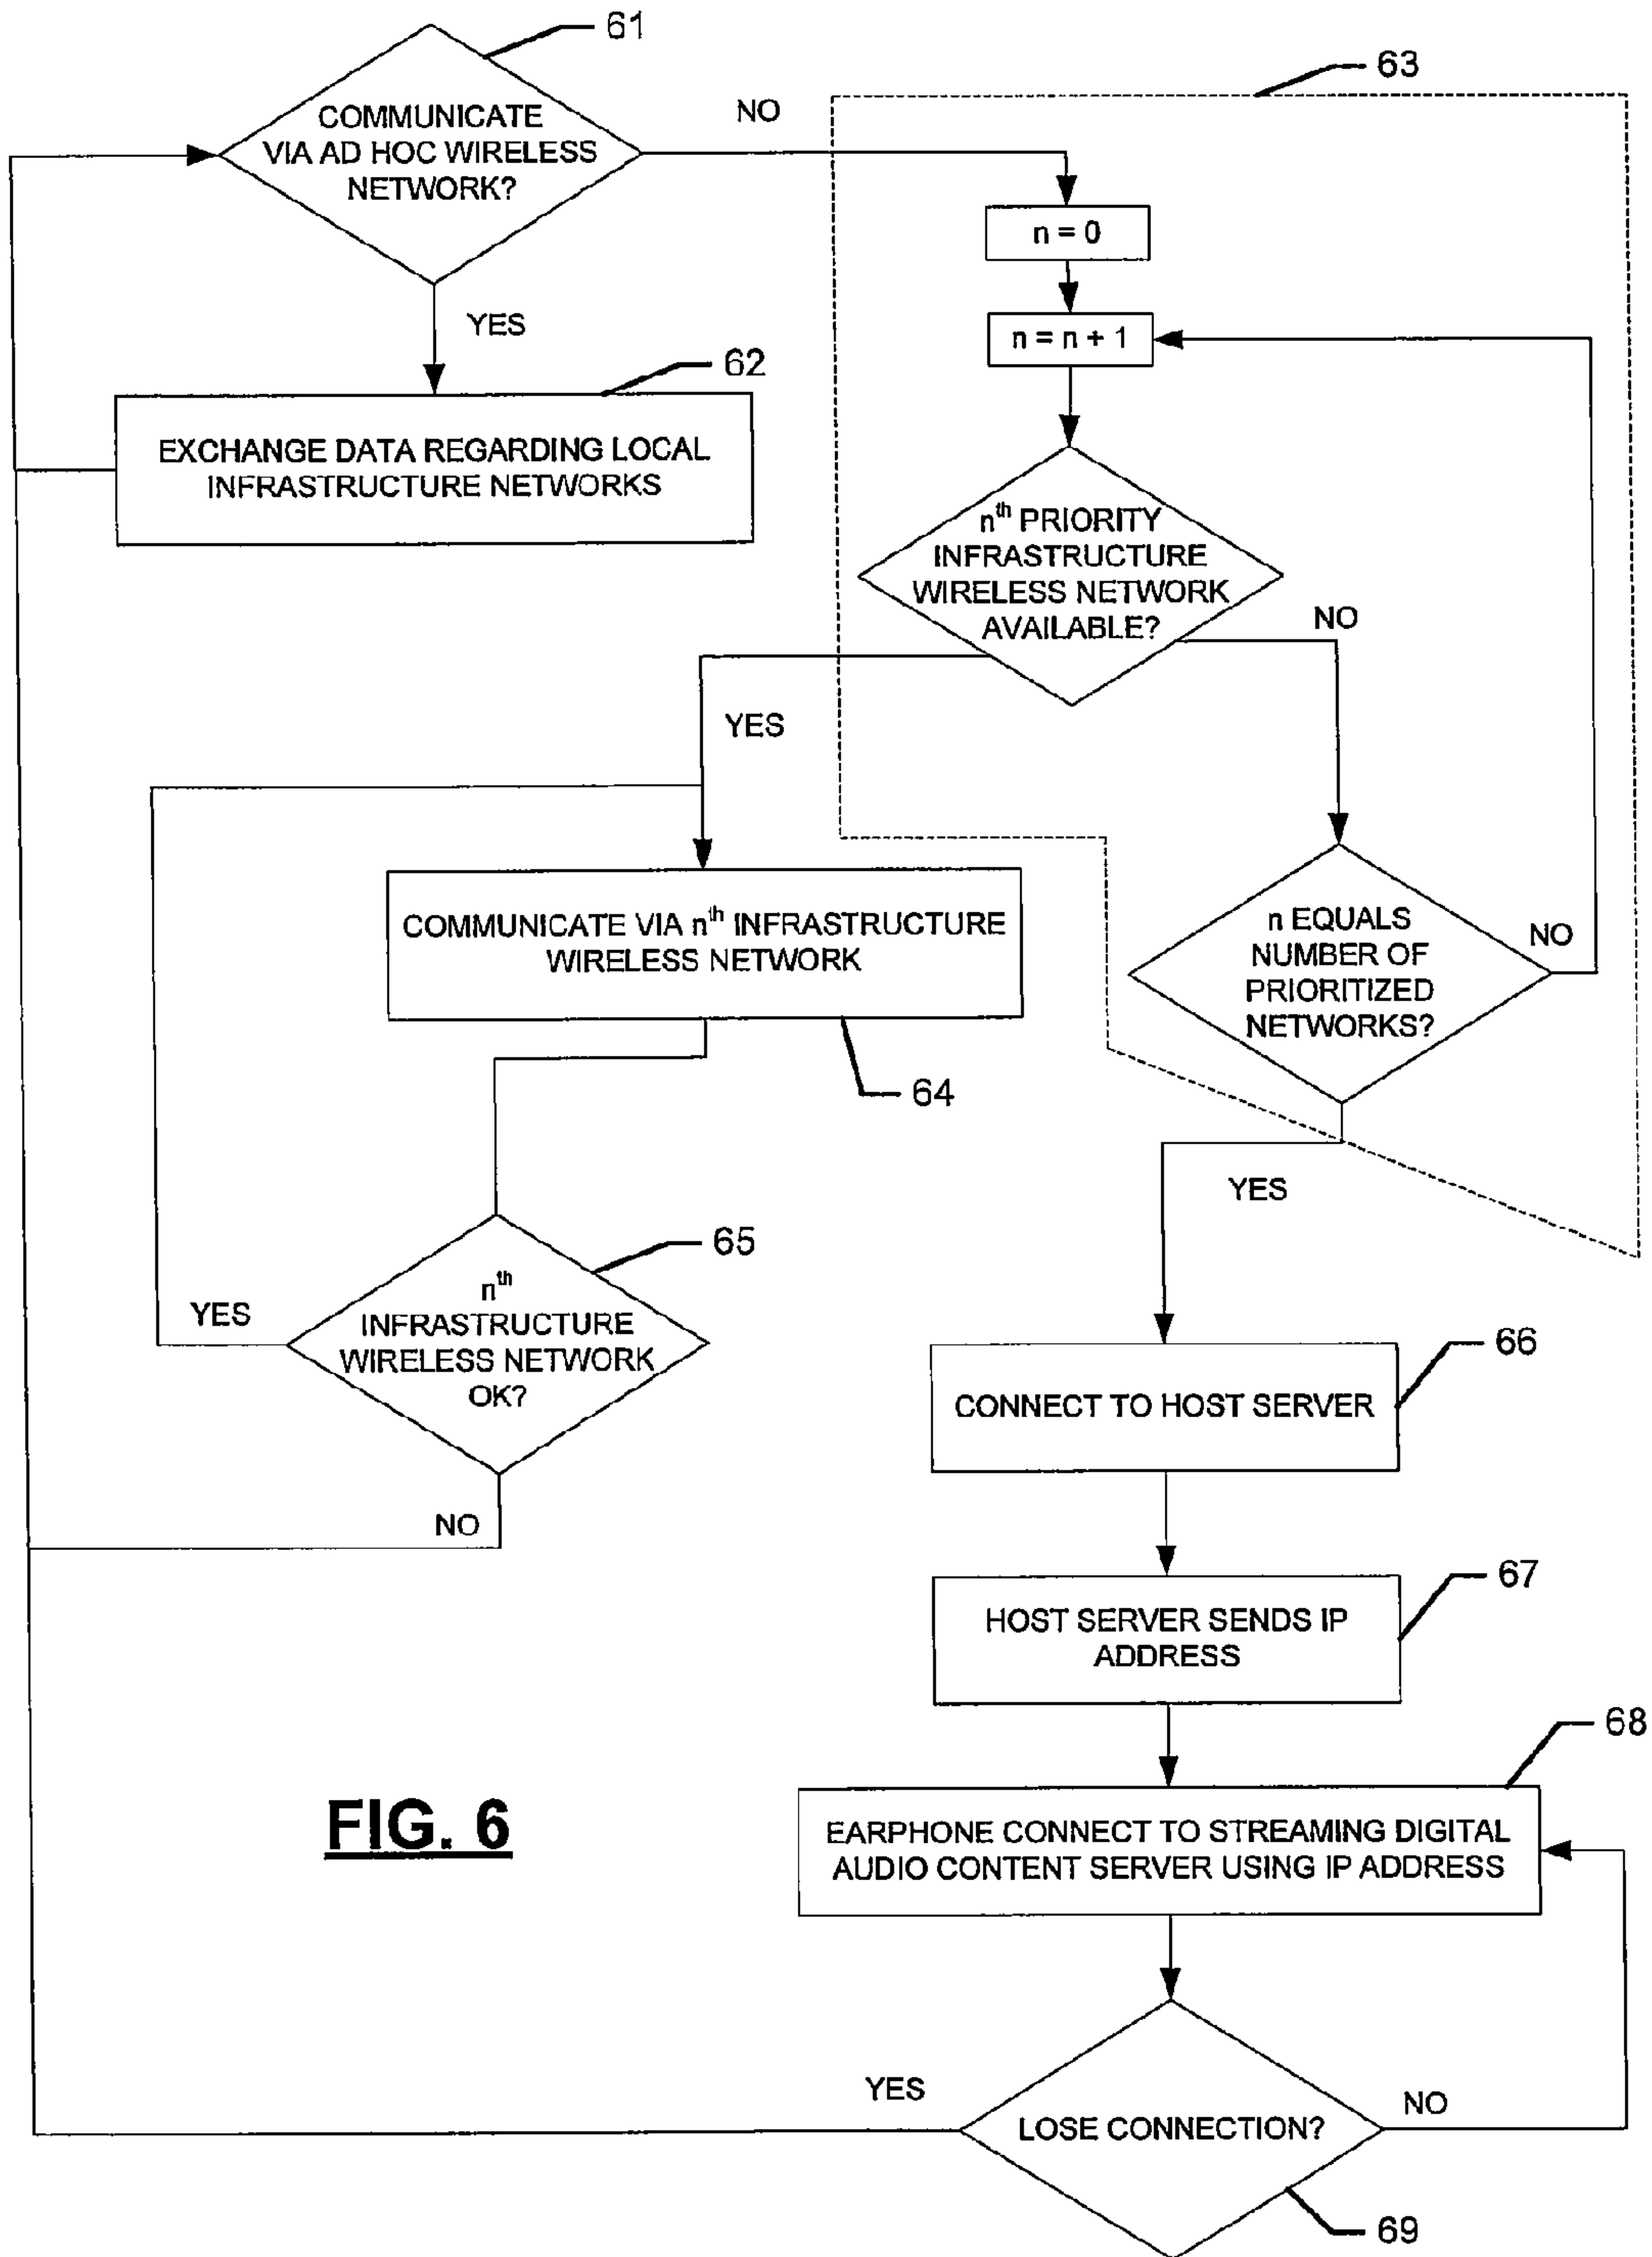 61
COMMUNICATE
VIA AD HOC WIRELESS
NETWORK?
NO
63
n = 0
n = n + 1
YES
62
EXCHANGE DATA REGARDING LOCAL
INFRASTRUCTURE NETWORKS
nth PRIORITY
INFRASTRUCTURE
WIRELESS NETWORK
AVAILABLE?
NO
YES
COMMUNICATE VIA nth INFRASTRUCTURE
WIRELESS NETWORK
64
n EQUALS
NUMBER OF
PRIORITIZED
NETWORKS?
NO
YES
65
nth
INFRASTRUCTURE
WIRELESS NETWORK
OK?
YES
NO
66
CONNECT TO HOST SERVER
67
HOST SERVER SENDS IP
ADDRESS
68
EARPHONE CONNECT TO STREAMING DIGITAL
AUDIO CONTENT SERVER USING IP ADDRESS
FIG. 6
YES
LOSE CONNECTION?
NO
69